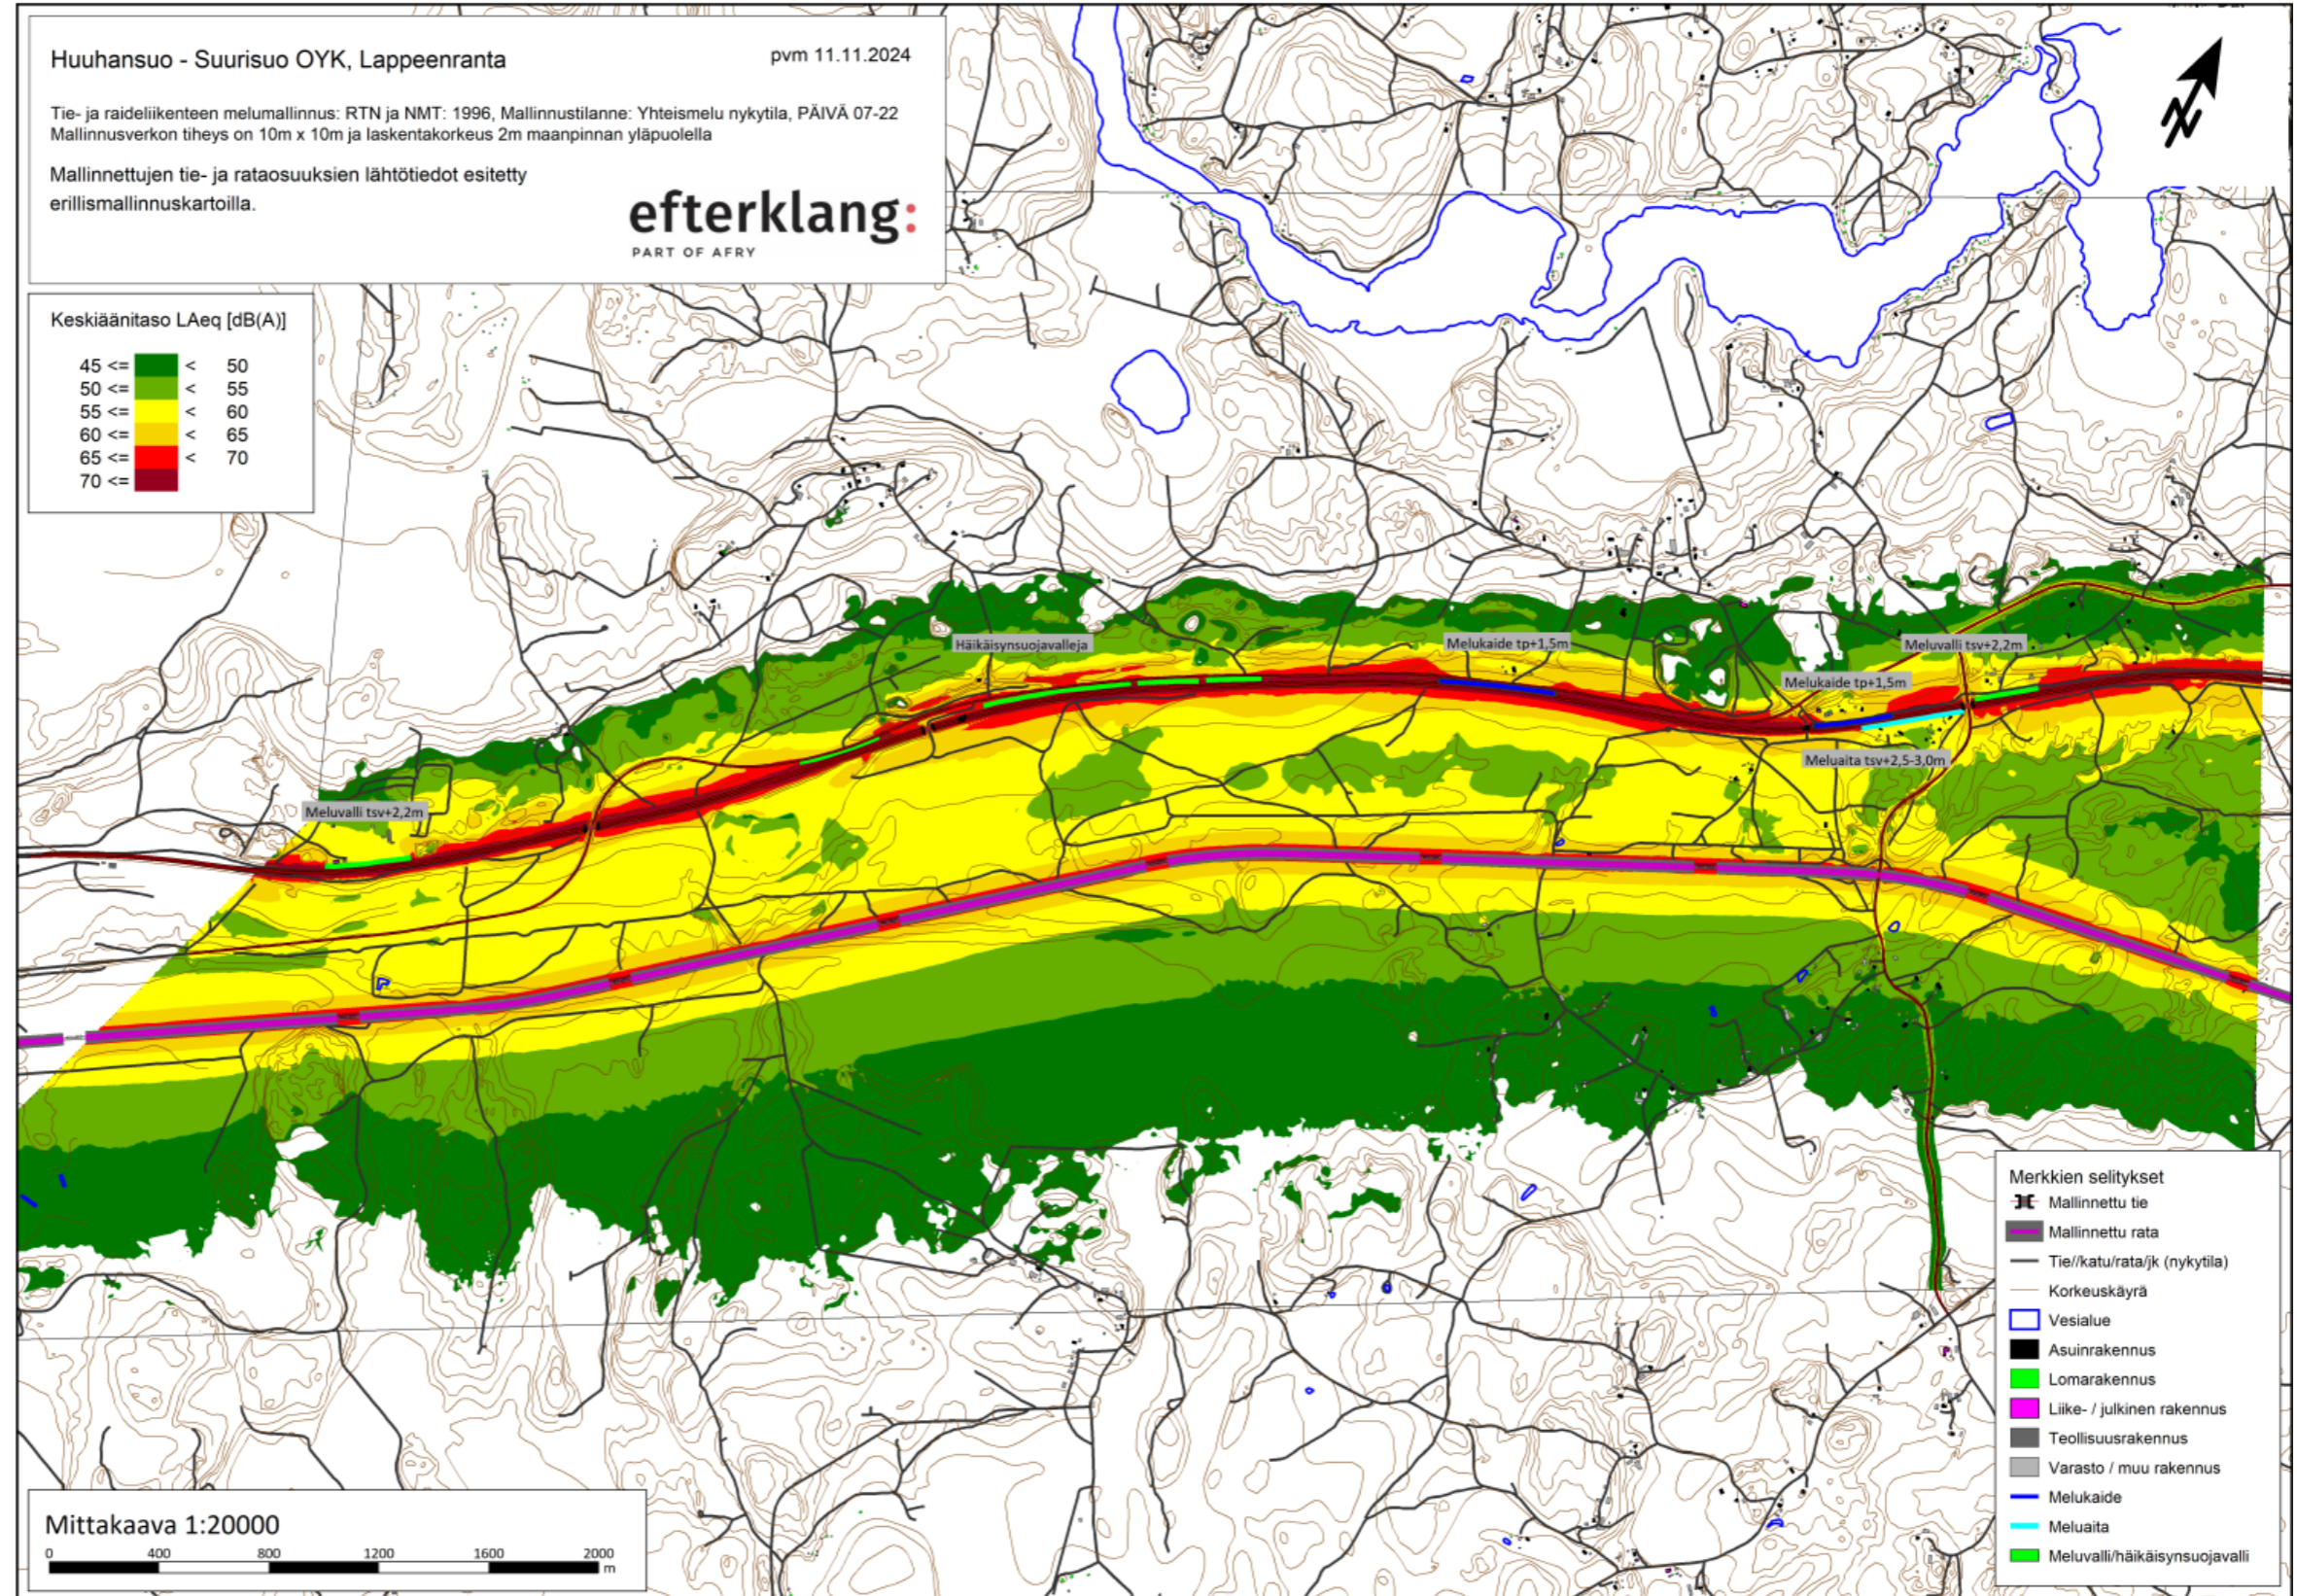 Huuhansuo - Suurisuo OYK, Lappeenranta
pvm 11.11.2024
Tie- ja raideliikenteen melumallinnus: RTN ja NMT: 1996, Mallinnustilanne: Yhteismelu nykytila, PÄIVÄ 07-22
Mallinnusverkon tiheys on 10m x 10m ja laskentakorkeus 2m maanpinnan yläpuolella
Mallinnettujen tie- ja rataosuuksien lähtötiedot esitetty
erillismallinnuskartoilla.
efterklang:
PART OF AFRY
N
Keskiäänitaso LAeq [dB(A)]
45 <= < 50
50 <= < 55
55 <= < 60
60 <= < 65
65 <= < 70
70 <=
Häikäisynsuojavalleja
Melukaide tp+1,5m
Meluvalli tsv+2,2m
Melukaide tp+1,5m
Meluaita tsv+2,5-3,0m
Meluvalli tsv+2,2m
Merkkien selitykset
Mallinnettu tie
Mallinnettu rata
Tie//katu/rata/jk (nykytila)
Korkeuskäyrä
Vesialue
Asuinrakennus
Lomarakennus
Liike- / julkinen rakennus
Teollisuusrakennus
Varasto / muu rakennus
Melukaide
Meluaita
Meluvalli/häikäisynsuojavalli
Mittakaava 1:20000
0 400 800 1200 1600 2000
m